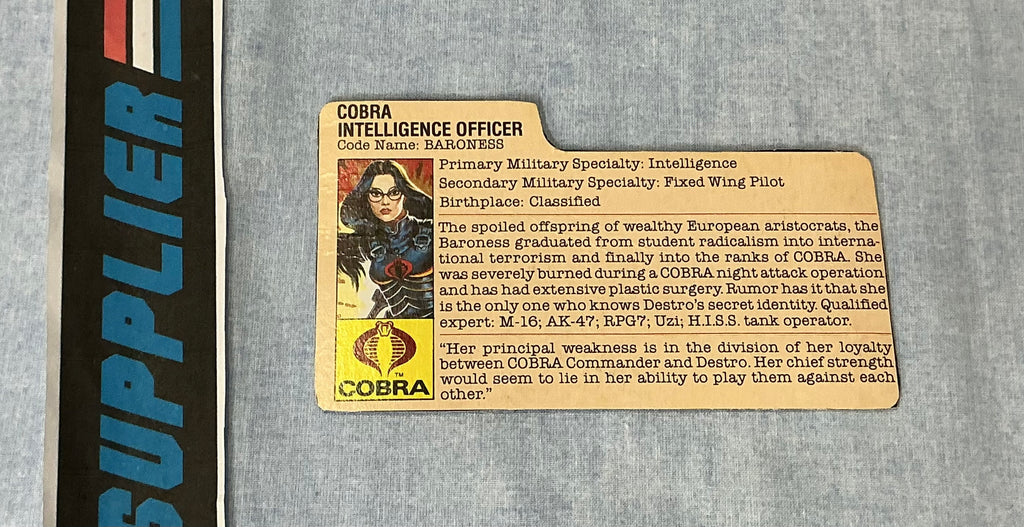 SUPPLIER
COBRA
INTELLIGENCE OFFICER
Code Name: BARONESS
Primary Military Specialty: Intelligence
Secondary Military Specialty: Fixed Wing Pilot
Birthplace: Classified
The spoiled offspring of wealthy European aristocrats, the
Baroness graduated from student radicalism into interna-
tional terrorism and finally into the ranks of COBRA. She
was severely burned during a COBRA night attack operation
and has had extensive plastic surgery. Rumor has it that she
is the only one who knows Destro's secret identity. Qualified
expert: M-16; AK-47; RPG7; Uzi; H.I.S.S. tank operator.
"Her principal weakness is in the division of her loyalty
between COBRA Commander and Destro. Her chief strength
would seem to lie in her ability to play them against each
other."
TM
COBRA